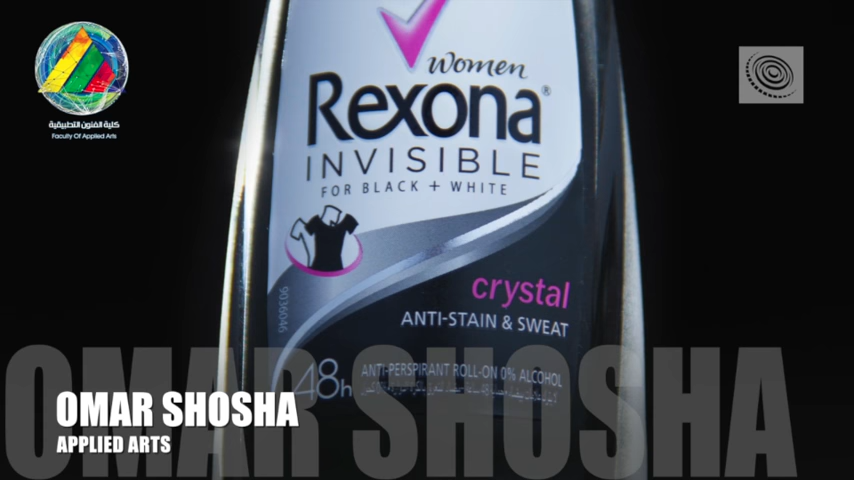 كلية الفنون التطبيقية
Faculty Of Applied Arts
Women
Rexona®
INVISIBLE
FOR BLACK + WHITE
9036046
crystal
ANTI-STAIN & SWEAT
48h
ANTI-PERSPIRANT ROLL-ON 0% ALCOHOL
OMAR SHOSHA
OMAR SHOSHA
APPLIED ARTS